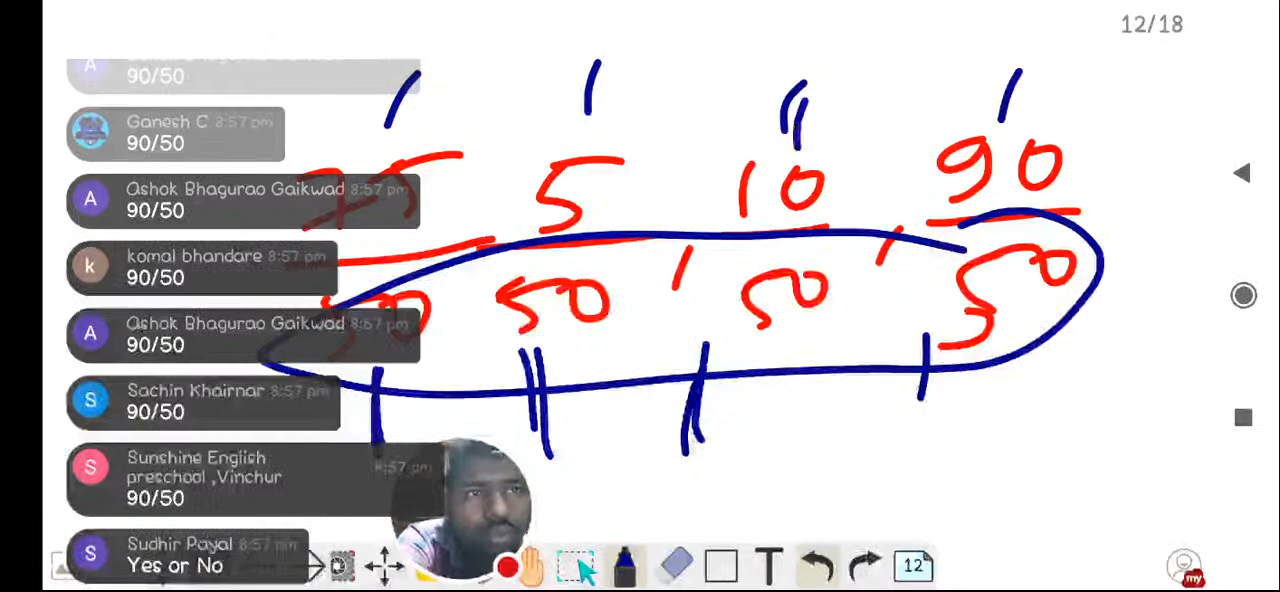 12/18
90/50
Ganesh C 8:57 pm
90/50
Ashok Bhagurao Gaikwad 8:57 pm
90/50
komal bhandare 8:57 pm
90/50
Ashok Bhagurao Gaikwad 8:57 pm
90/50
Sachin Khairnar 8:57 pm
90/50
Sunshine English 8:57 pm
preschool ,Vinchur
90/50
Sudhir Payal 8:57 pm
Yes or No
75 5 10 90
50 50 , 50 , 50
A
A
k
A
S
S
S
T
12
my